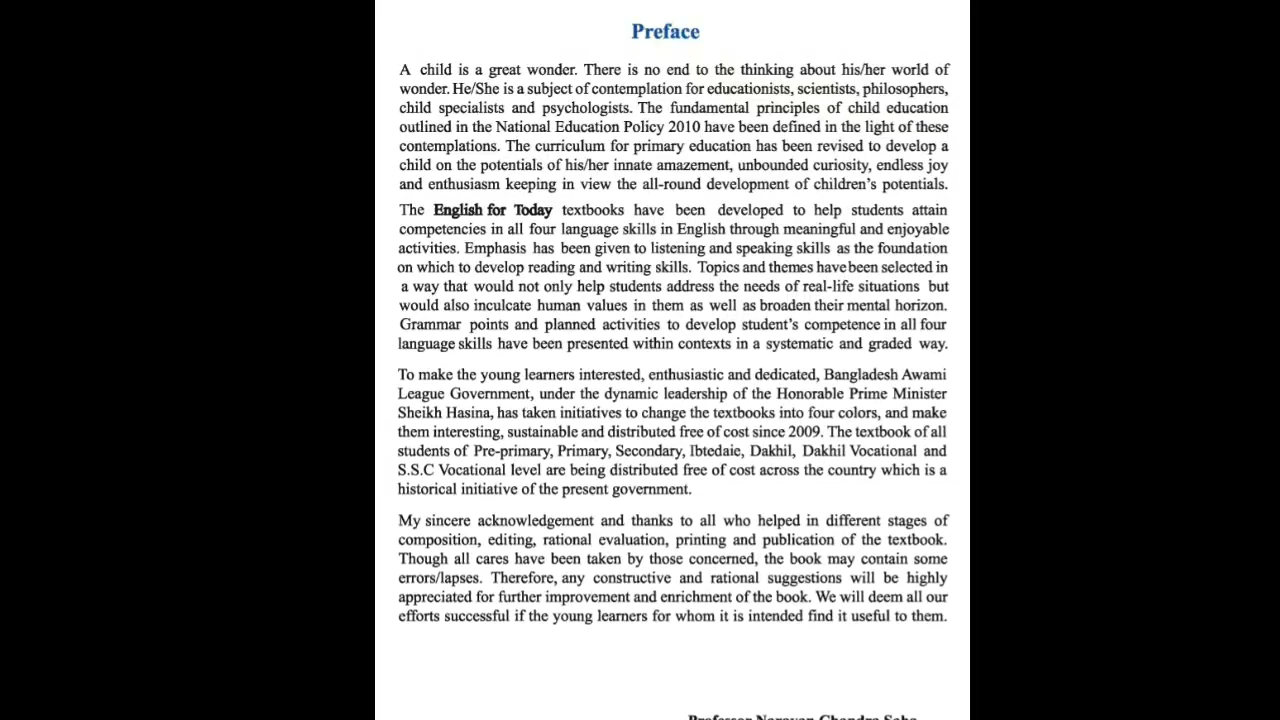 Preface
A child is a great wonder. There is no end to the thinking about his/her world of
wonder. He/She is a subject of contemplation for educationists, scientists, philosophers,
child specialists and psychologists. The fundamental principles of child education
outlined in the National Education Policy 2010 have been defined in the light of these
contemplations. The curriculum for primary education has been revised to develop a
child on the potentials of his/her innate amazement, unbounded curiosity, endless joy
and enthusiasm keeping in view the all-round development of children's potentials.
The English for Today textbooks have been developed to help students attain
competencies in all four language skills in English through meaningful and enjoyable
activities. Emphasis has been given to listening and speaking skills as the foundation
on which to develop reading and writing skills. Topics and themes have been selected in
a way that would not only help students address the needs of real-life situations but
would also inculcate human values in them as well as broaden their mental horizon.
Grammar points and planned activities to develop student's competence in all four
language skills have been presented within contexts in a systematic and graded way.
To make the young learners interested, enthusiastic and dedicated, Bangladesh Awami
League Government, under the dynamic leadership of the Honorable Prime Minister
Sheikh Hasina, has taken initiatives to change the textbooks into four colors, and make
them interesting, sustainable and distributed free of cost since 2009. The textbook of all
students of Pre-primary, Primary, Secondary, Ibtedaie, Dakhil, Dakhil Vocational and
S.S.C Vocational level are being distributed free of cost across the country which is a
historical initiative of the present government.
My sincere acknowledgement and thanks to all who helped in different stages of
composition, editing, rational evaluation, printing and publication of the textbook.
Though all cares have been taken by those concerned, the book may contain some
errors/lapses. Therefore, any constructive and rational suggestions will be highly
appreciated for further improvement and enrichment of the book. We will deem all our
efforts successful if the young learners for whom it is intended find it useful to them.
Professor Narayan Chandra Saha